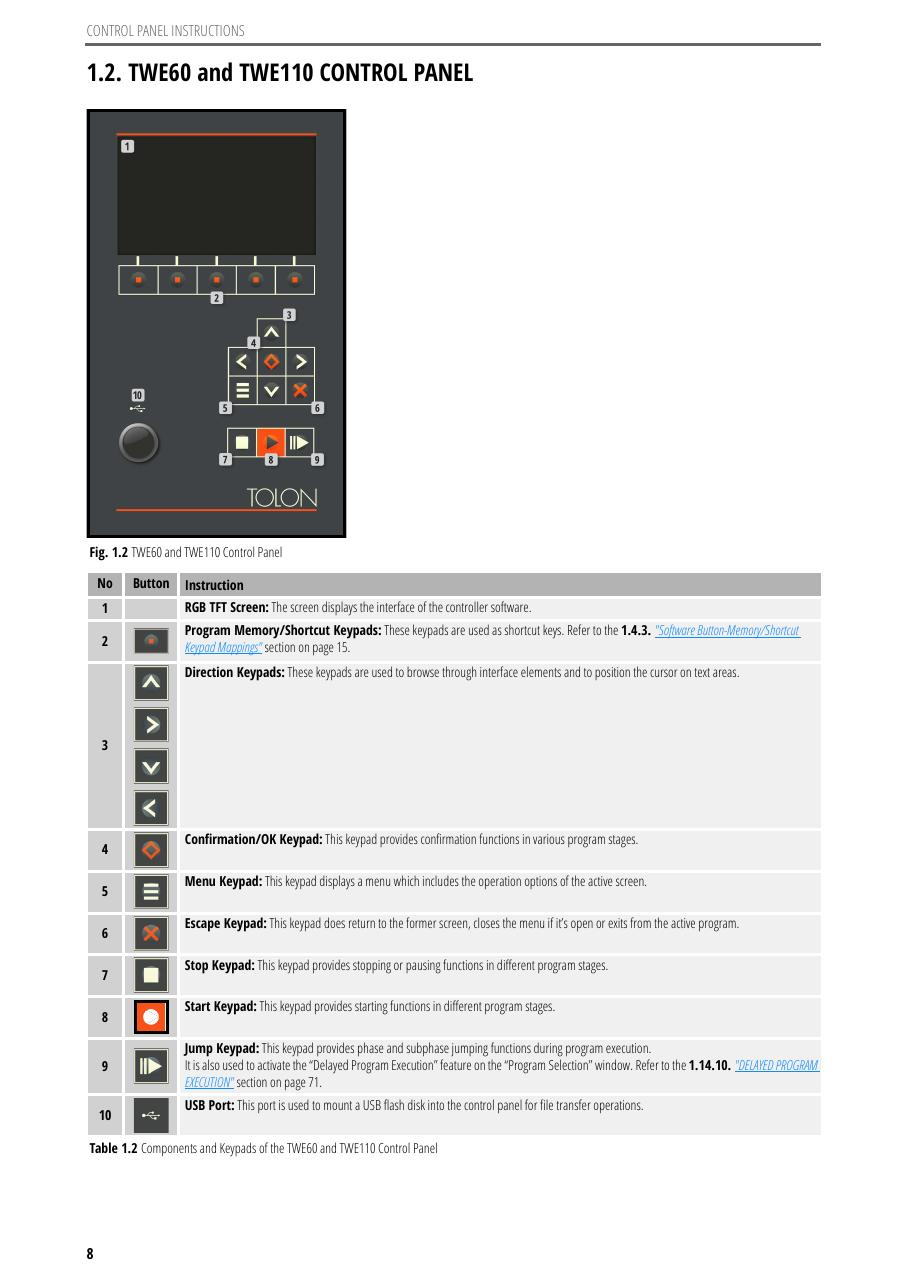 CONTROL PANEL INSTRUCTIONS
1.2. TWE60 and TWE110 CONTROL PANEL
1
2
3
4
10
5
6
7
8
9
TOLON
Fig. 1.2 TWE60 and TWE110 Control Panel
No Button Instruction
1 RGB TFT Screen: The screen displays the interface of the controller software.
2 Program Memory/Shortcut Keypads: These keypads are used as shortcut keys. Refer to the 1.4.3. "Software Button-Memory/Shortcut
Keypad Mappings" section on page 15.
3 Direction Keypads: These keypads are used to browse through interface elements and to position the cursor on text areas.
4 Confirmation/OK Keypad: This keypad provides confirmation functions in various program stages.
5 Menu Keypad: This keypad displays a menu which includes the operation options of the active screen.
6 Escape Keypad: This keypad does return to the former screen, closes the menu if it’s open or exits from the active program.
7 Stop Keypad: This keypad provides stopping or pausing functions in different program stages.
8 Start Keypad: This keypad provides starting functions in different program stages.
9 Jump Keypad: This keypad provides phase and subphase jumping functions during program execution.
It is also used to activate the “Delayed Program Execution” feature on the “Program Selection” window. Refer to the 1.14.10. "DELAYED PROGRAM
EXECUTION" section on page 71.
10 USB Port: This port is used to mount a USB flash disk into the control panel for file transfer operations.
Table 1.2 Components and Keypads of the TWE60 and TWE110 Control Panel
8